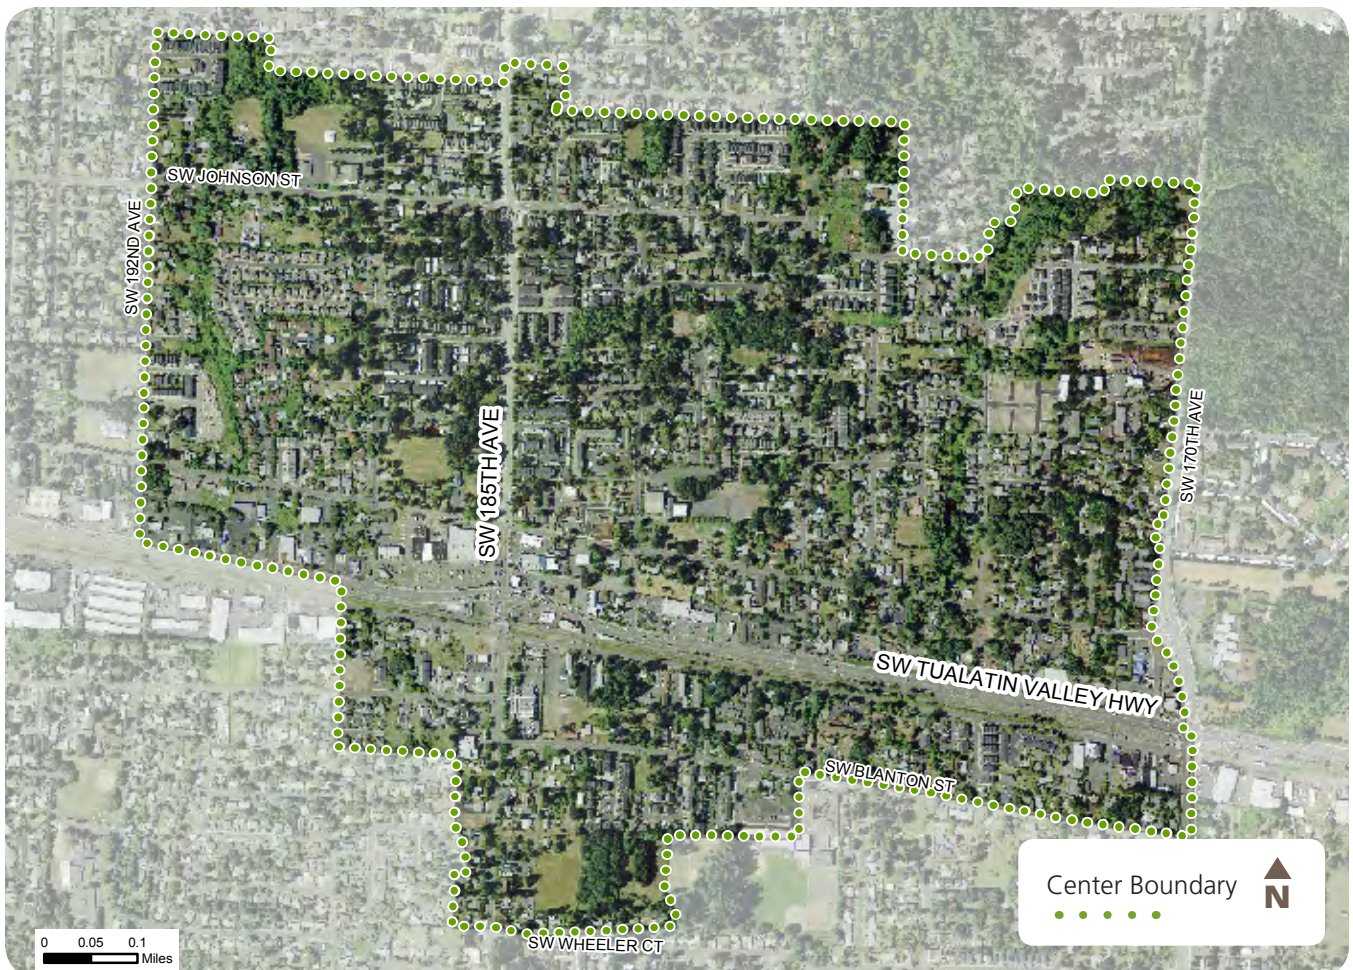 SW JOHNSON ST
SW 192ND AVE
SW 185TH AVE
SW 170TH AVE
SW TUALATIN VALLEY HWY
SW BLANTON ST
Center Boundary
N
SW WHEELER CT
0 0.05 0.1
Miles